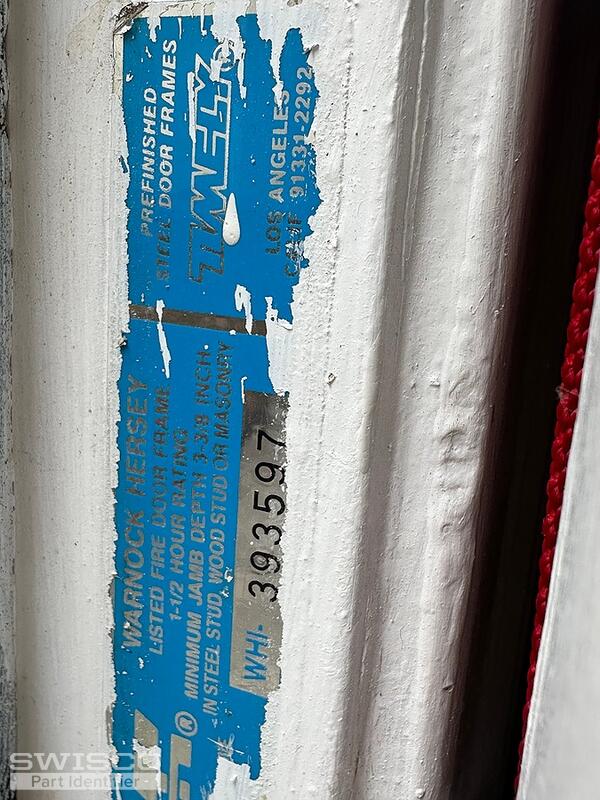 PREFINISHED
STEEL DOOR FRAMES
TIMELY®
LOS ANGELES
CALIF 91331-2292
WARNOCK HERSEY
LISTED FIRE DOOR FRAME
1-1/2 HOUR RATING
MINIMUM JAMB DEPTH 3-3/8 INCH.
IN STEEL STUD, WOOD STUD OR MASONRY
WHI- 393597
®
SWISCO
Part Identifier